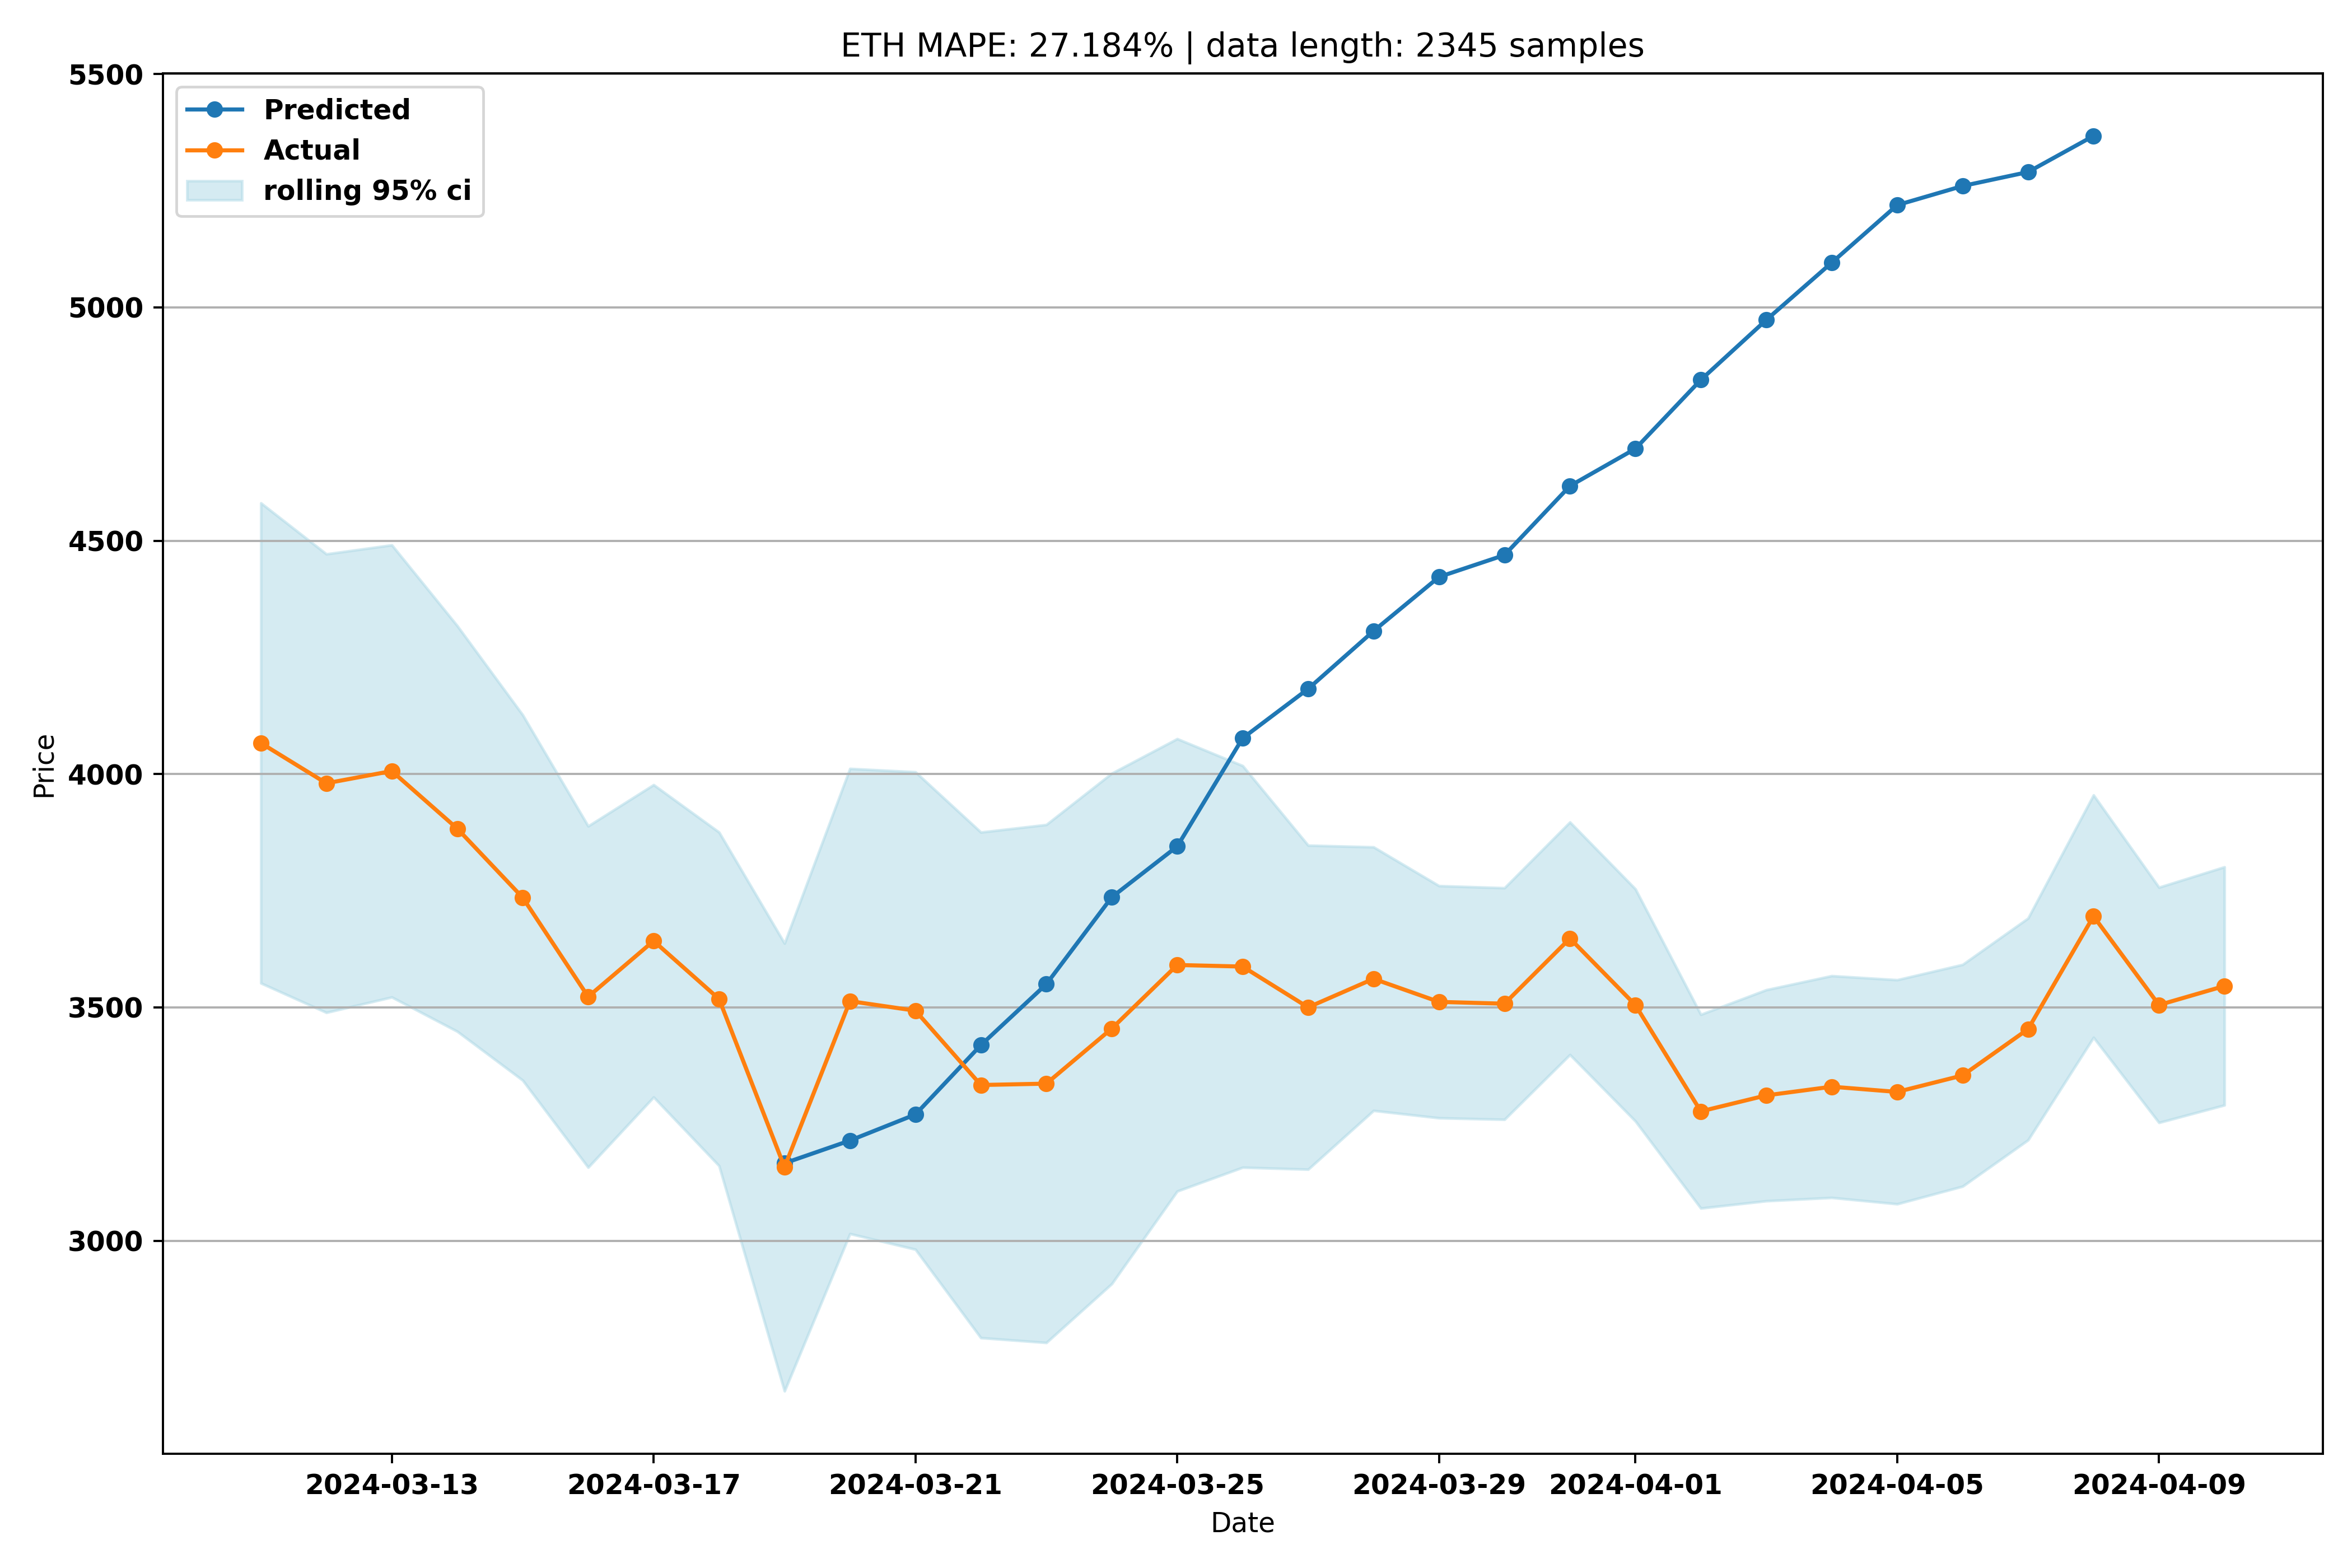 ETH MAPE: 27.184% | data length: 2345 samples
5500
5000
4500
4000
3500
3000
Price
Predicted
Actual
rolling 95% ci
2024-03-13 2024-03-17 2024-03-21 2024-03-25 2024-03-29 2024-04-01 2024-04-05 2024-04-09
Date